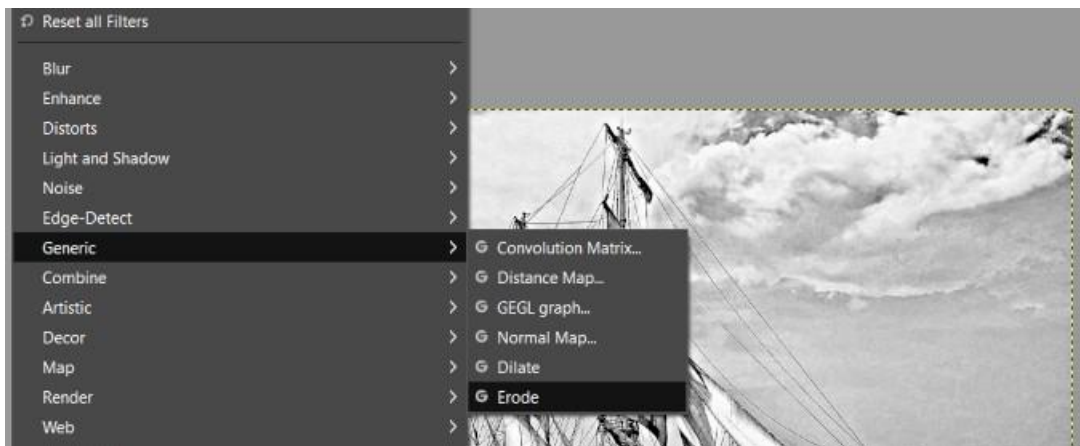 Reset all Filters
Blur
Enhance
Distorts
Light and Shadow
Noise
Edge-Detect
Generic
Combine
Artistic
Decor
Map
Render
Web
G Convolution Matrix...
G Distance Map...
G GEGL graph...
G Normal Map...
G Dilate
G Erode